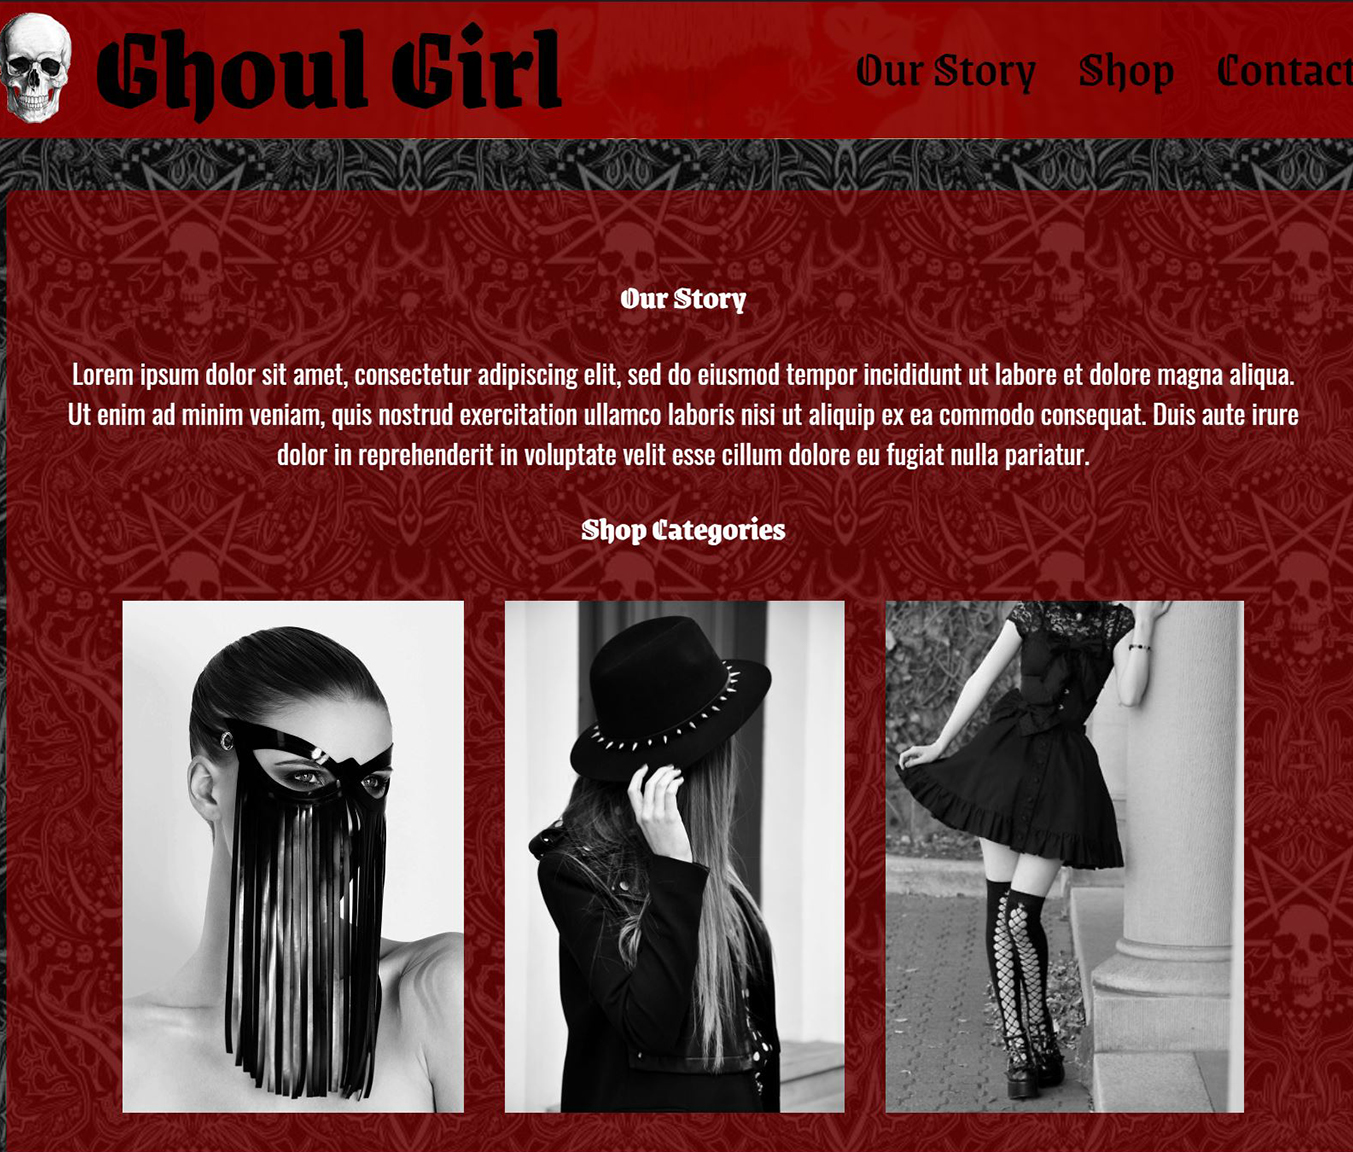 Ghoul Girl
Our Story Shop Contact
Our Story
Lorem ipsum dolor sit amet, consectetur adipiscing elit, sed do eiusmod tempor incididunt ut labore et dolore magna aliqua.
Ut enim ad minim veniam, quis nostrud exercitation ullamco laboris nisi ut aliquip ex ea commodo consequat. Duis aute irure
dolor in reprehenderit in voluptate velit esse cillum dolore eu fugiat nulla pariatur.
Shop Categories